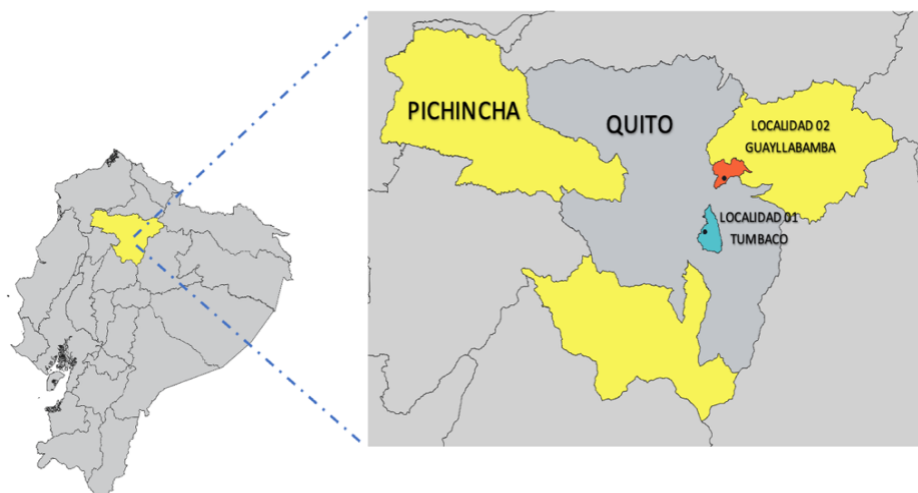 PICHINCHA
QUITO
LOCALIDAD 02
GUAYLLABAMBA
LOCALIDAD 01
TUMBACO